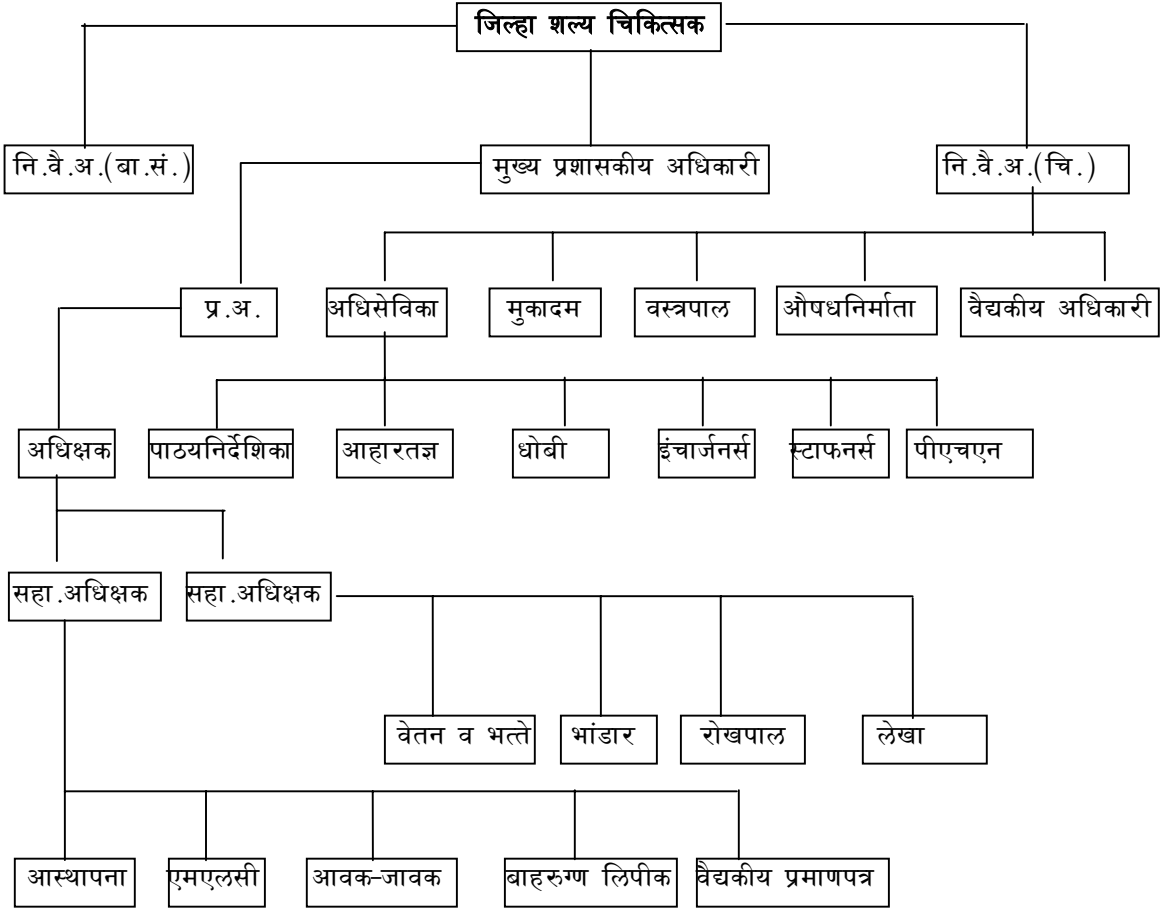 जिल्हा शल्य चिकित्सक
नि.वै.अ.(बा.सं.)
मुख्य प्रशासकीय अधिकारी
नि.वै.अ.(चि.)
प्र.अ.
अधिसेविका
मुकादम
वस्त्रपाल
औषधनिर्माता
वैद्यकीय अधिकारी
अधिक्षक
पाठयनिर्देशिका
आहारतज्ञ
धोबी
इंचार्जनर्स
स्टाफनर्स
पीएचएन
सहा.अधिक्षक
सहा.अधिक्षक
वेतन व भत्ते
भांडार
रोखपाल
लेखा
आस्थापना
एमएलसी
आवक-जावक
बाहरुग्ण लिपीक
वैद्यकीय प्रमाणपत्र